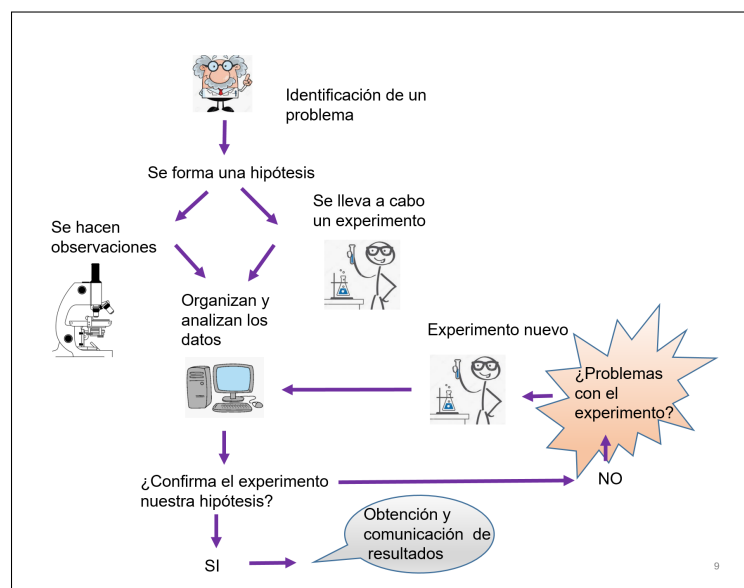 Identificación de un
problema
Se forma una hipótesis
Se lleva a cabo
un experimento
Se hacen
observaciones
Organizan y
analizan los
datos
Experimento nuevo
¿Problemas
con el
experimento?
¿Confirma el experimento
nuestra hipótesis?
NO
Obtención y
comunicación de
resultados
SI
9